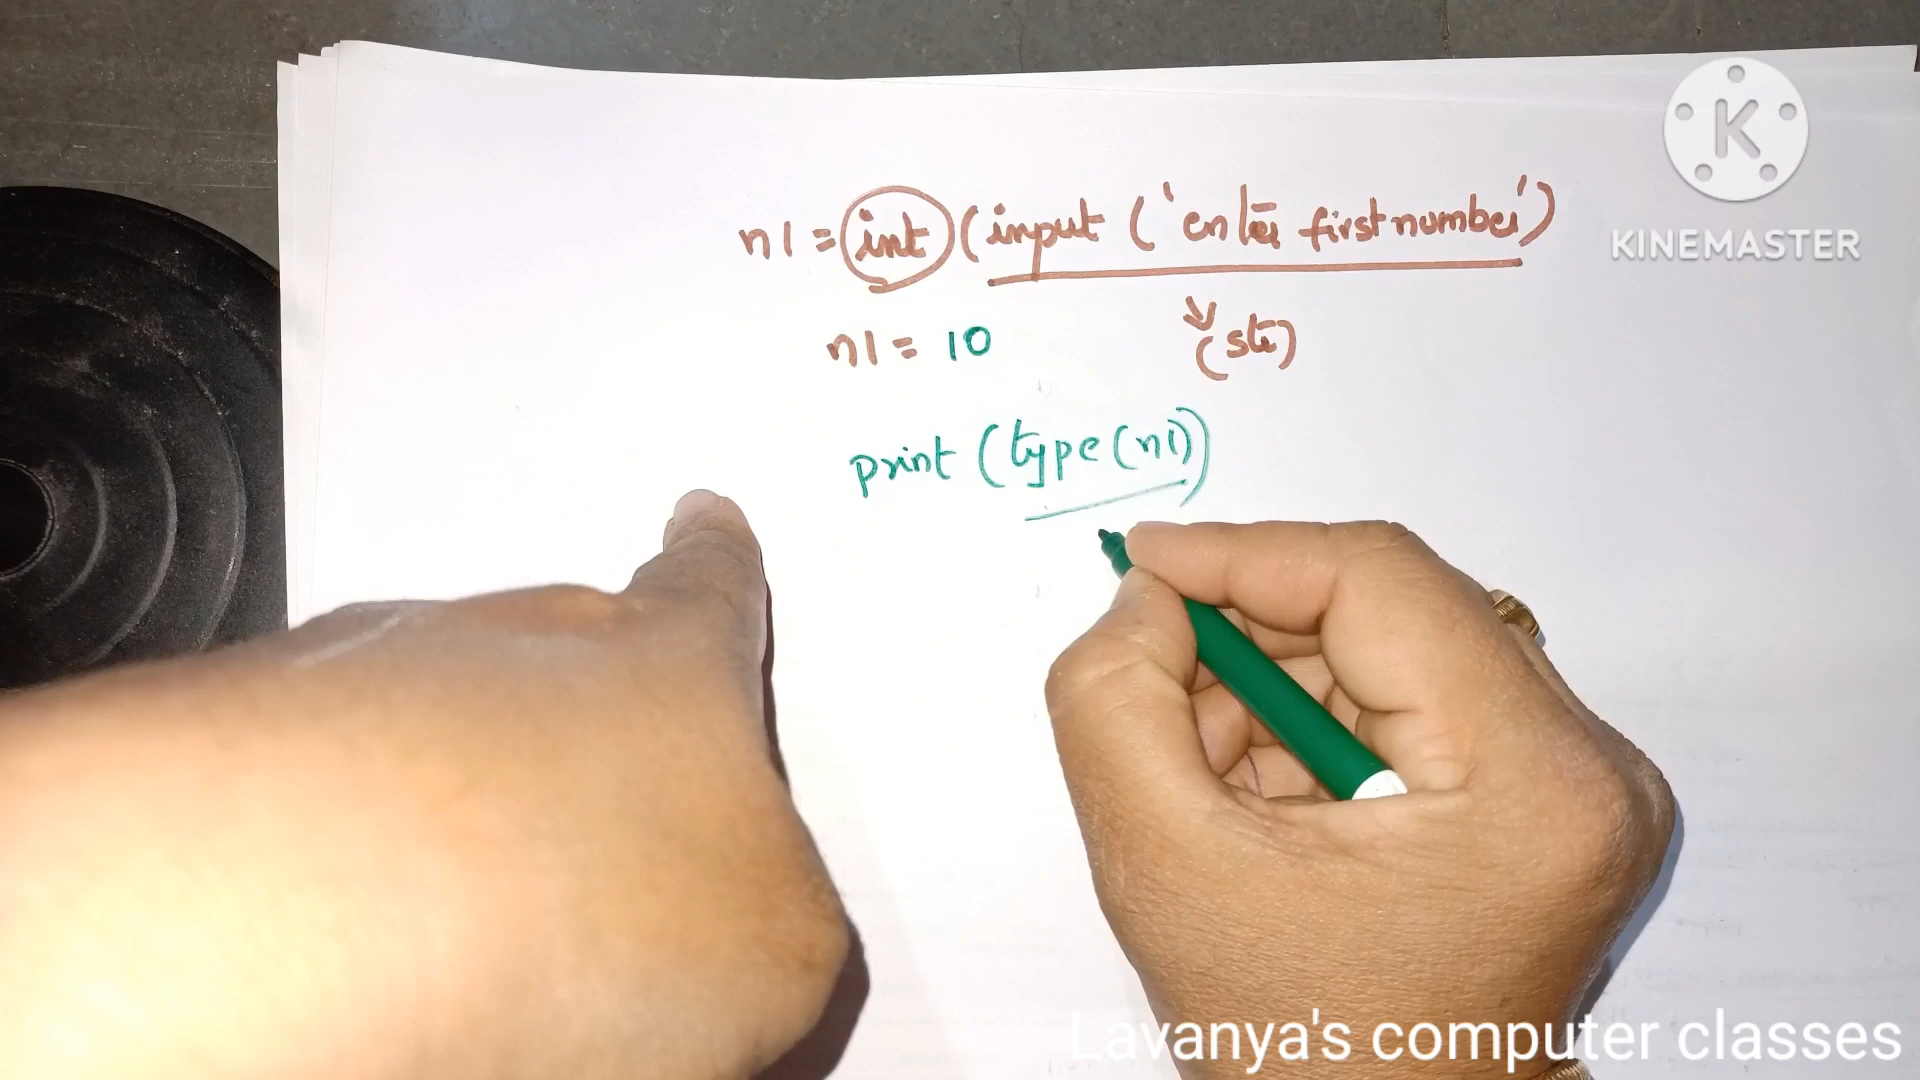 n1 = int (input ('enter first number')
n1 = 10
(str)
print (type(n1))
K
KINEMASTER
Lavanya's computer classes